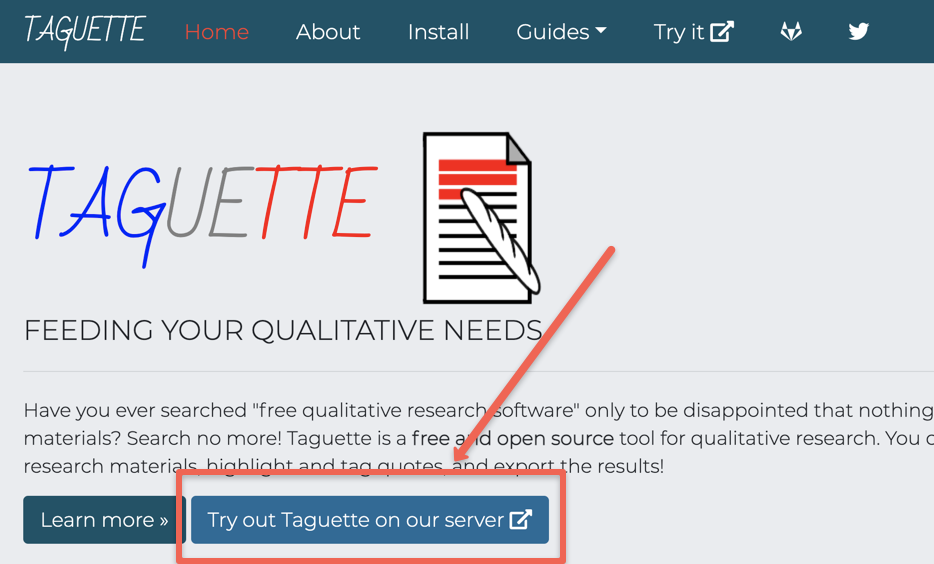 TAGUETTE Home About Install Guides Try it
TAGUETTE
FEEDING YOUR QUALITATIVE NEEDS
Have you ever searched "free qualitative research software" only to be disappointed that nothing
materials? Search no more! Taguette is a free and open source tool for qualitative research. You
research materials, highlight and tag quotes, and export the results!
Learn more » Try out Taguette on our server